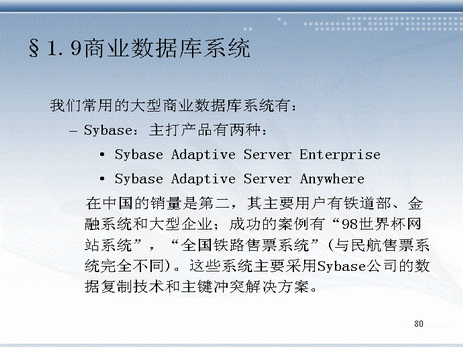 §1.9商业数据库系统
我们常用的大型商业数据库系统有：
– Sybase：主打产品有两种：
• Sybase Adaptive Server Enterprise
• Sybase Adaptive Server Anywhere
在中国的销量是第二，其主要用户有铁道部、金
融系统和大型企业；成功的案例有“98世界杯网
站系统”，“全国铁路售票系统”(与民航售票系
统完全不同)。这些系统主要采用Sybase公司的数
据复制技术和主键冲突解决方案。
80